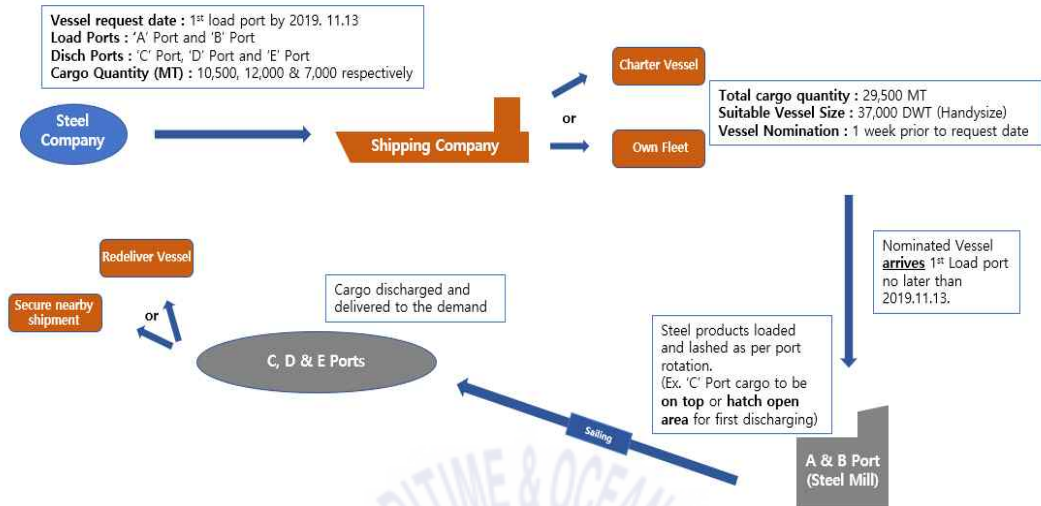 Vessel request date : 1st load port by 2019. 11.13
Load Ports : 'A' Port and 'B' Port
Disch Ports : 'C' Port, 'D' Port and 'E' Port
Cargo Quantity (MT) : 10,500, 12,000 & 7,000 respectively
Steel
Company
Shipping Company
Charter Vessel
or
Own Fleet
Total cargo quantity : 29,500 MT
Suitable Vessel Size : 37,000 DWT (Handysize)
Vessel Nomination : 1 week prior to request date
Nominated Vessel
arrives 1st Load port
no later than
2019.11.13.
Redeliver Vessel
Secure nearby
shipment
or
Cargo discharged and
delivered to the demand
C, D & E Ports
Steel products loaded
and lashed as per port
rotation.
(Ex. 'C' Port cargo to be
on top or hatch open
area for first discharging)
Sailing
A & B Port
(Steel Mill)
RITIME & OCEAN